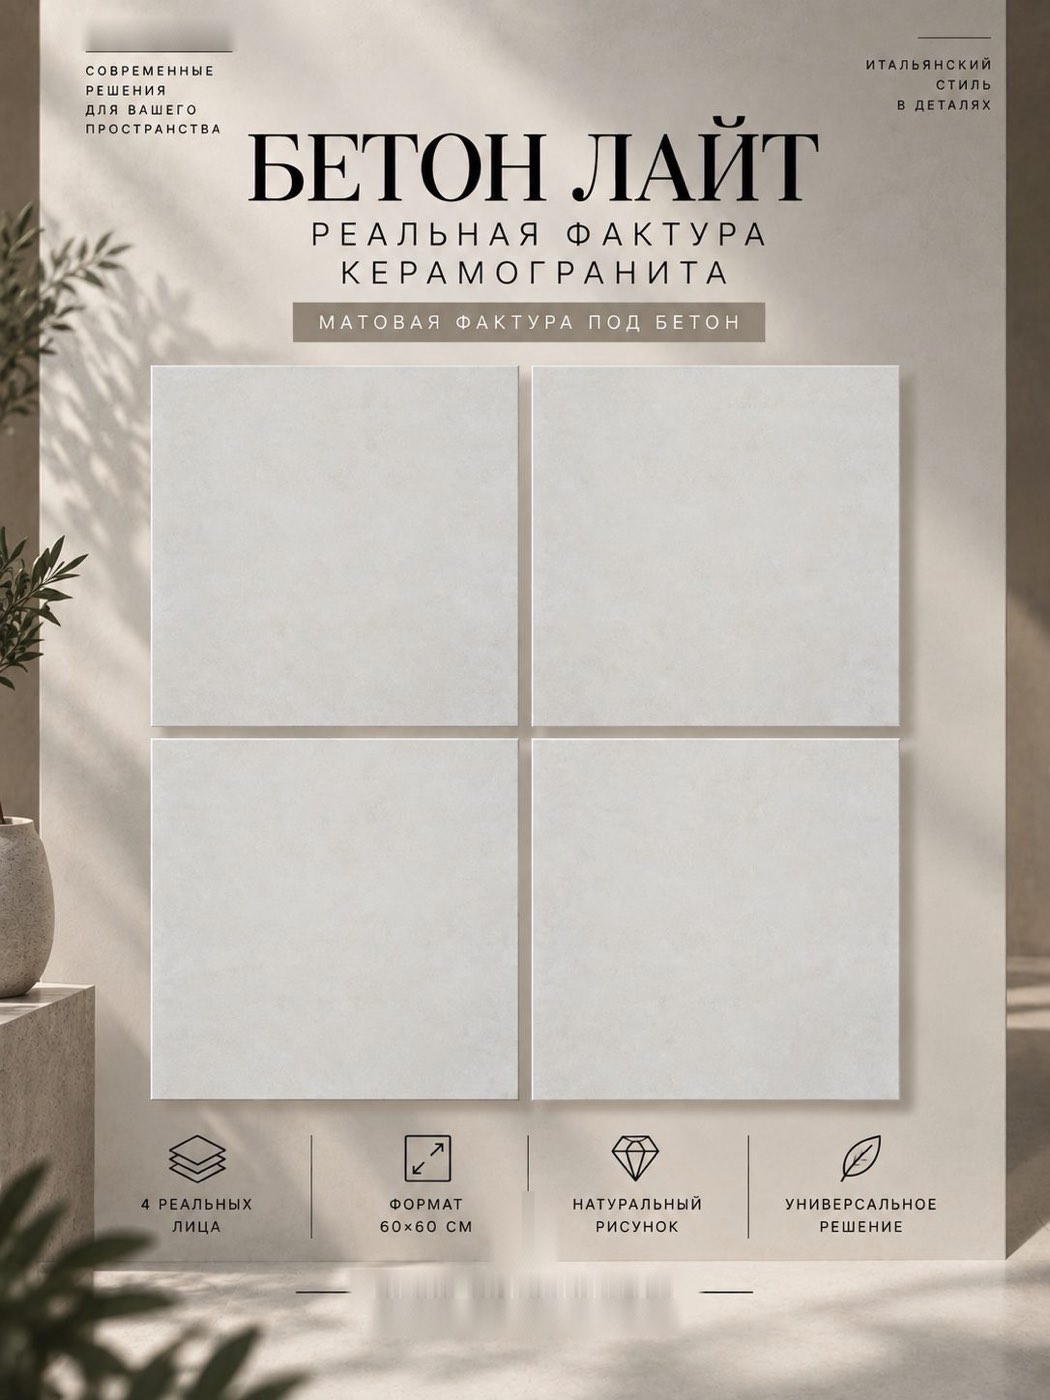 СОВРЕМЕННЫЕ
РЕШЕНИЯ
ДЛЯ ВАШЕГО
ПРОСТРАНСТВА
ИТАЛЬЯНСКИЙ
СТИЛЬ
В ДЕТАЛЯХ
БЕТОН ЛАЙТ
РЕАЛЬНАЯ ФАКТУРА
КЕРАМОГРАНИТА
МАТОВАЯ ФАКТУРА ПОД БЕТОН
4 РЕАЛЬНЫХ
ЛИЦА
ФОРМАТ
60×60 СМ
НАТУРАЛЬНЫЙ
РИСУНОК
УНИВЕРСАЛЬНОЕ
РЕШЕНИЕ